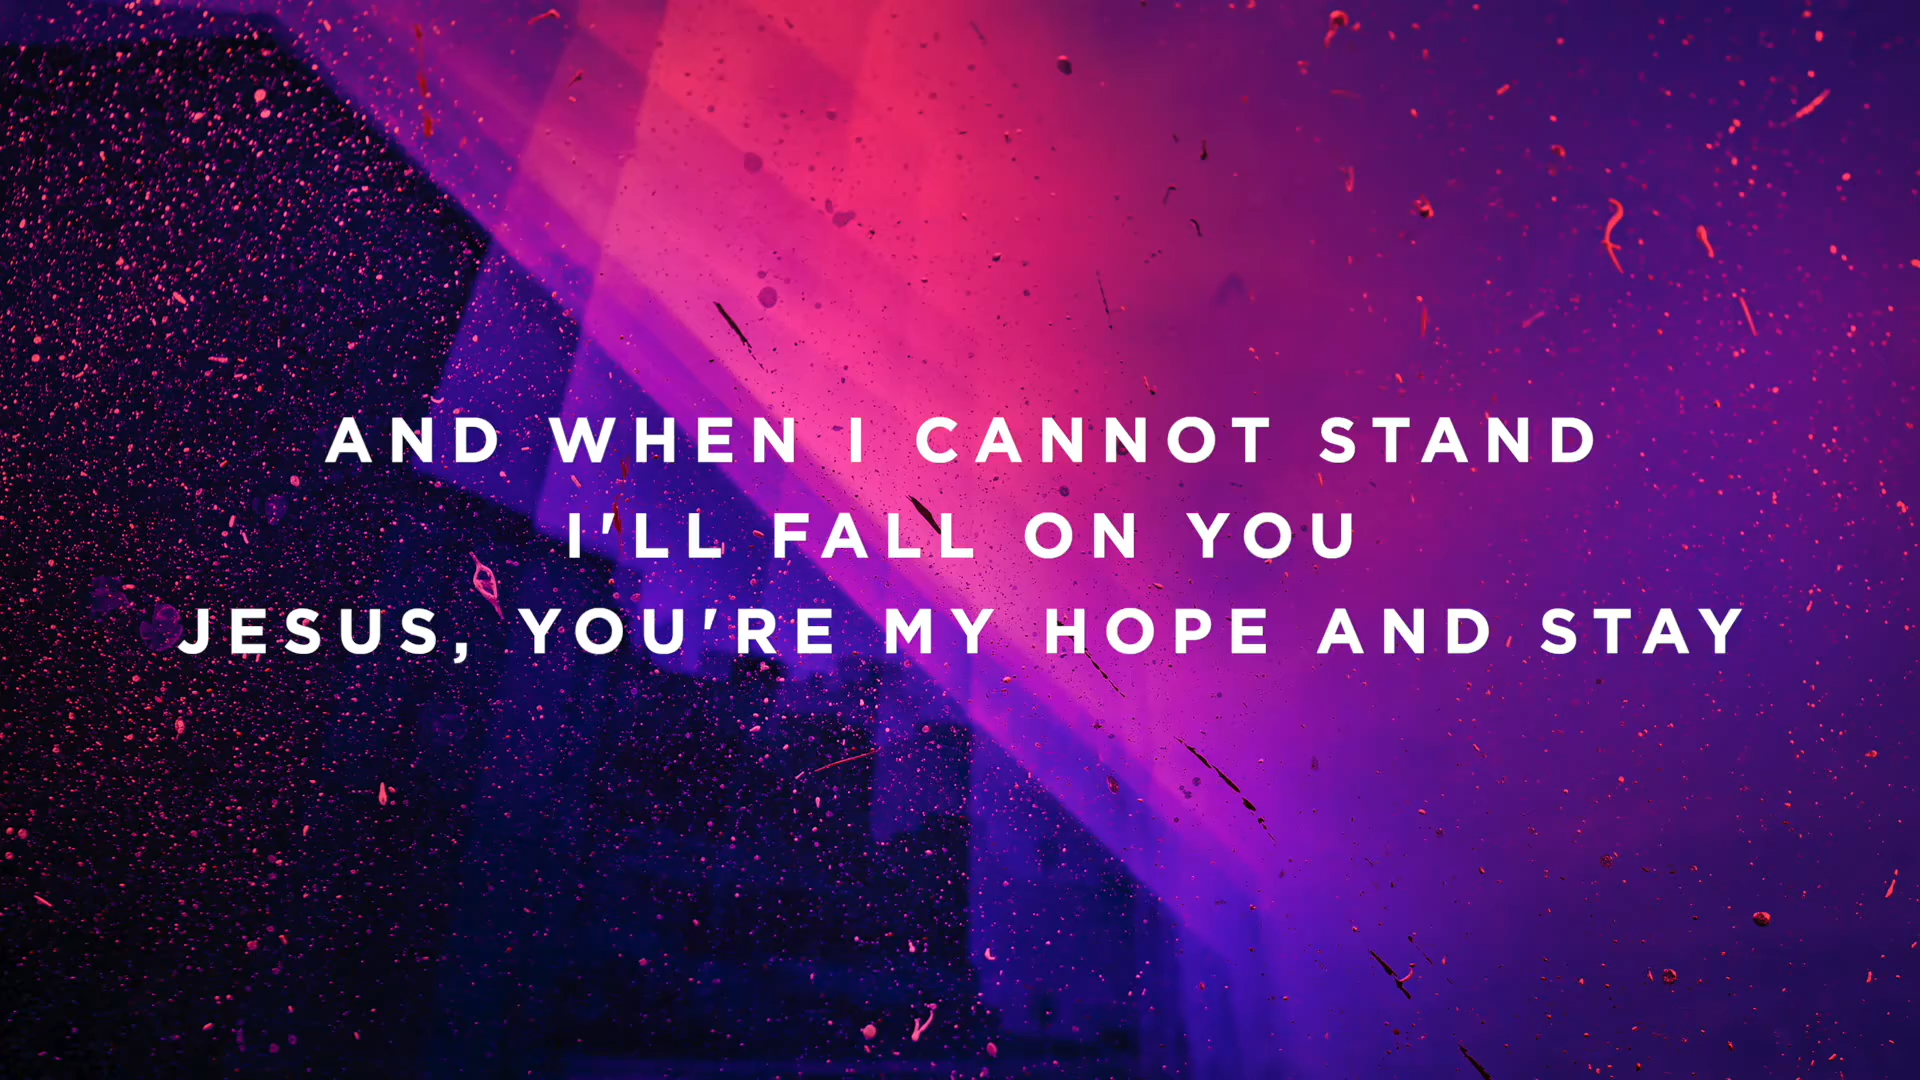 AND WHEN I CANNOT STAND
I'LL FALL ON YOU
JESUS, YOU'RE MY HOPE AND STAY